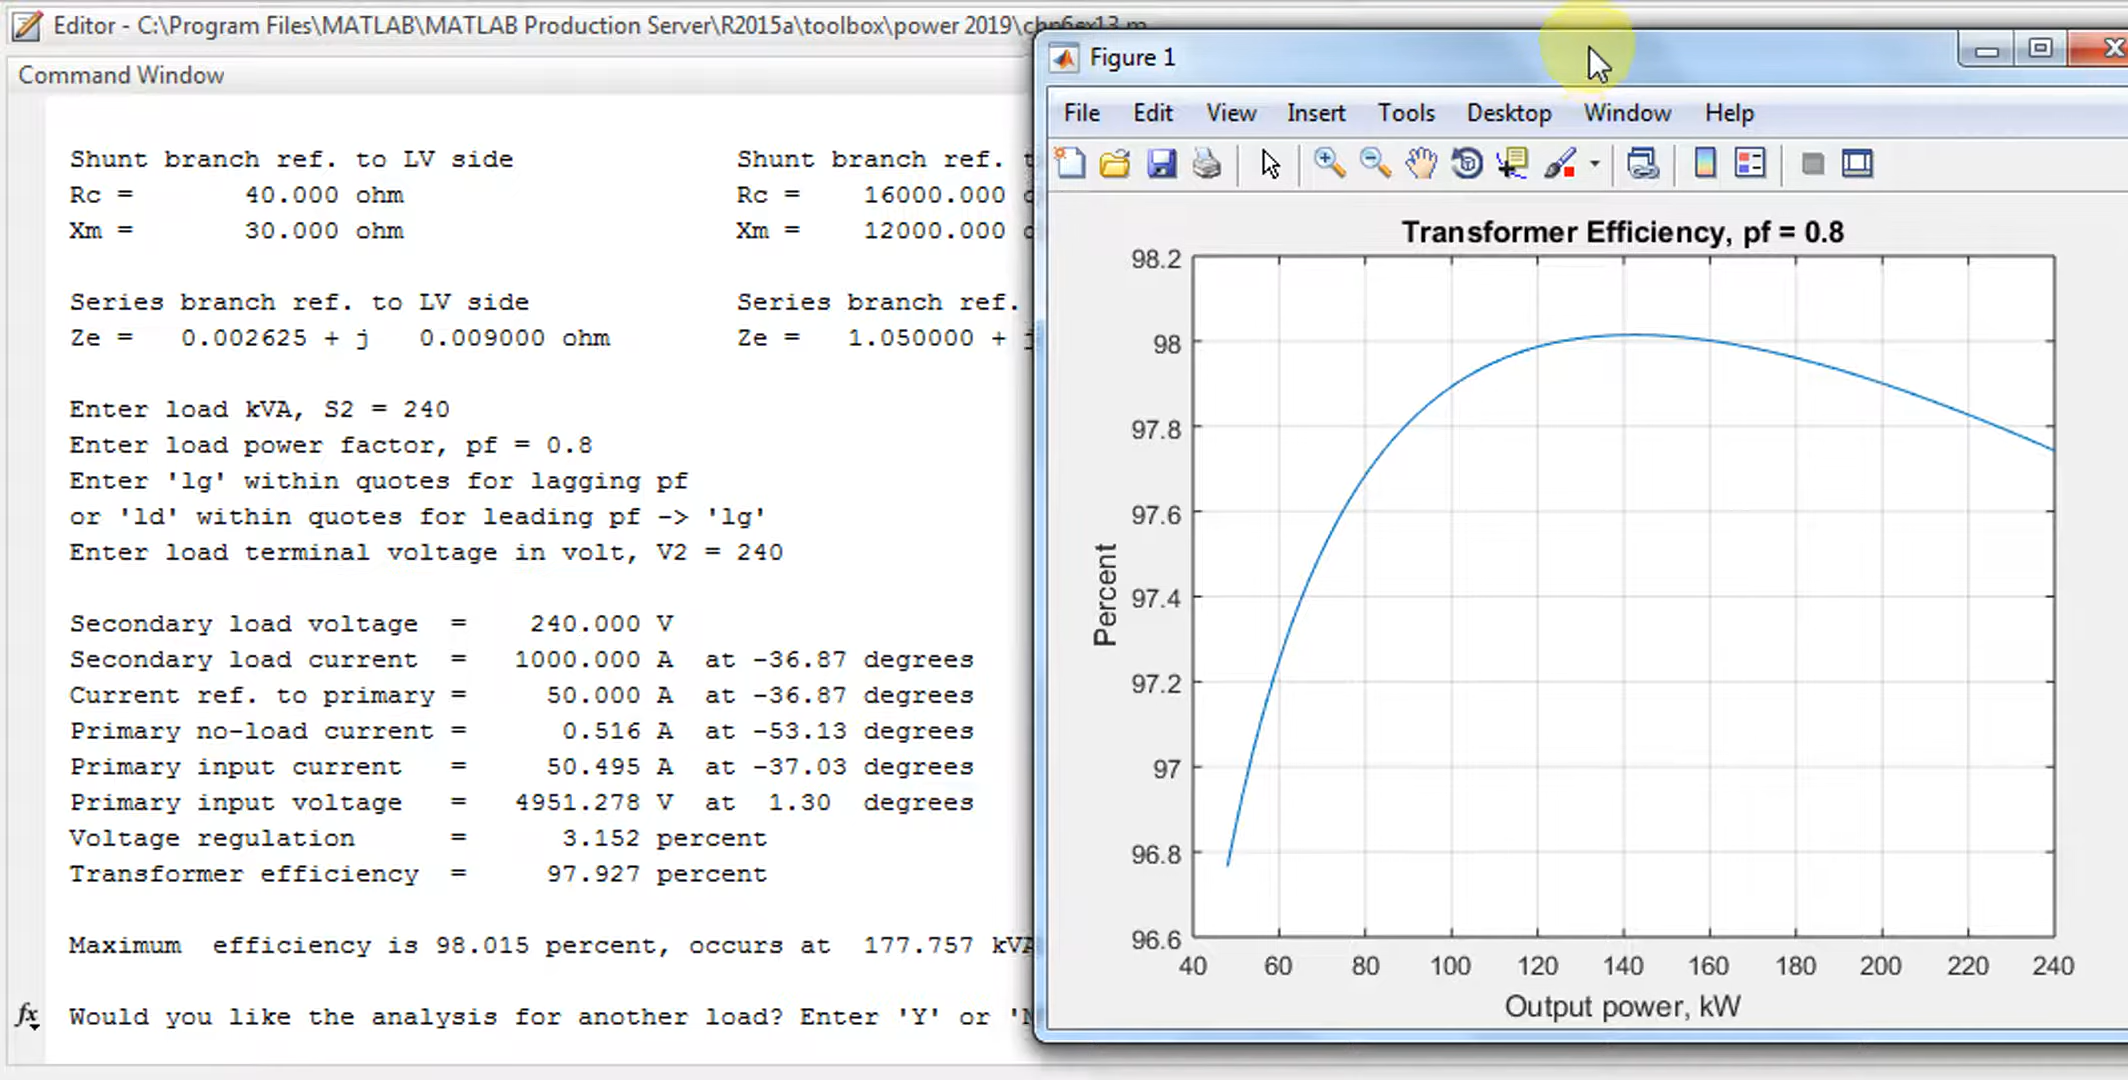 Editor - C:\Program Files\MATLAB\MATLAB Production Server\R2015a\toolbox\power 2019\chp6ex13.m
Command Window
Shunt branch ref. to LV side Shunt branch ref.
Rc = 40.000 ohm Rc = 16000.000
Xm = 30.000 ohm Xm = 12000.000
Series branch ref. to LV side Series branch ref.
Ze = 0.002625 + j 0.009000 ohm Ze = 1.050000 +
Enter load kVA, S2 = 240
Enter load power factor, pf = 0.8
Enter 'lg' within quotes for lagging pf
or 'ld' within quotes for leading pf -> 'lg'
Enter load terminal voltage in volt, V2 = 240
Secondary load voltage = 240.000 V
Secondary load current = 1000.000 A at -36.87 degrees
Current ref. to primary = 50.000 A at -36.87 degrees
Primary no-load current = 0.516 A at -53.13 degrees
Primary input current = 50.495 A at -37.03 degrees
Primary input voltage = 4951.278 V at 1.30 degrees
Voltage regulation = 3.152 percent
Transformer efficiency = 97.927 percent
Maximum efficiency is 98.015 percent, occurs at 177.757 kVA
fx Would you like the analysis for another load? Enter 'Y' or
Figure 1
File Edit View Insert Tools Desktop Window Help
Transformer Efficiency, pf = 0.8
98.2
98
97.8
97.6
97.4
97.2
97
96.8
96.6
Percent
40 60 80 100 120 140 160 180 200 220 240
Output power, kW